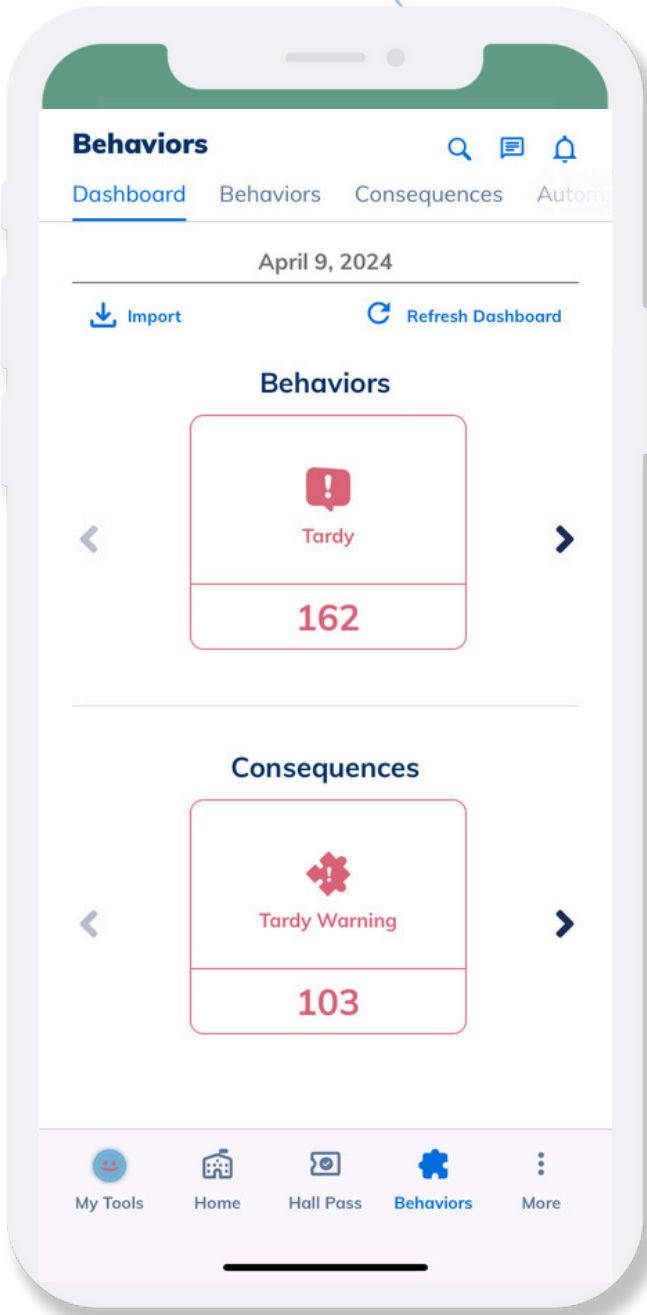 Behaviors
Dashboard Behaviors Consequences Autom
April 9, 2024
Import Refresh Dashboard
Behaviors
Tardy
162
Consequences
Tardy Warning
103
My Tools Home Hall Pass Behaviors More